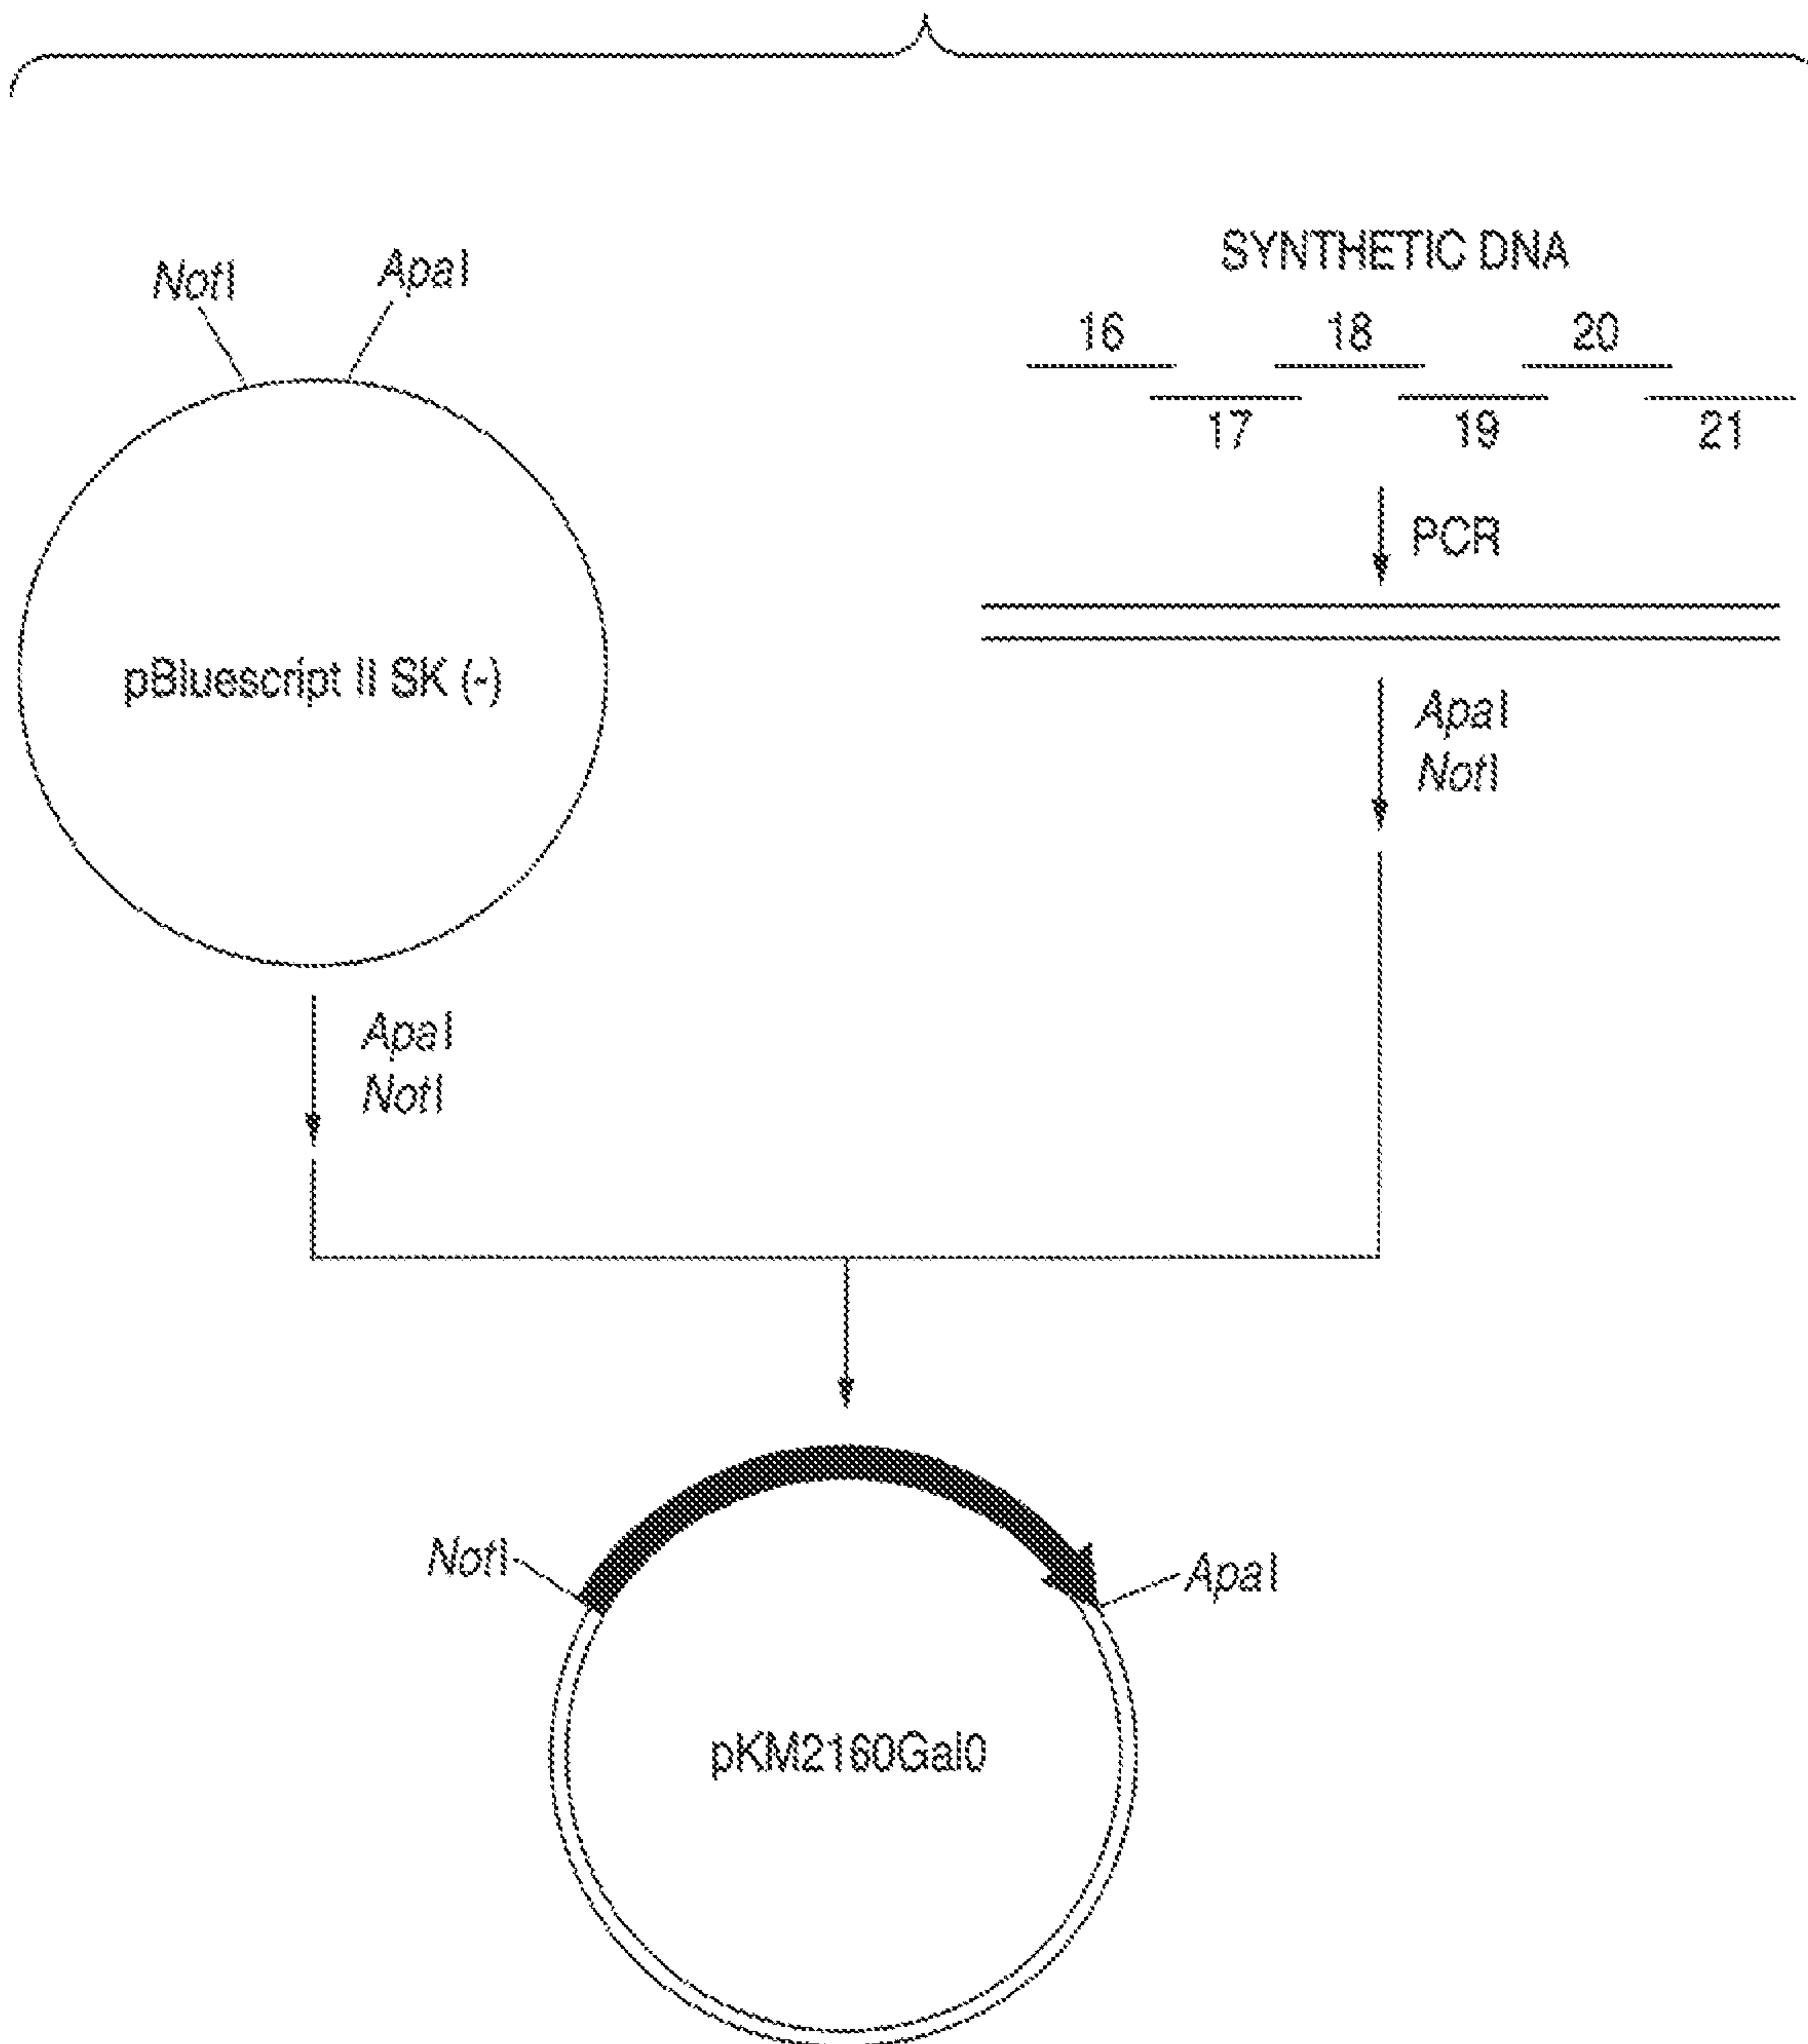 NotI ApaI
SYNTHETIC DNA
16 18 20
17 19 21
PCR
pBluescript II SK (-)
ApaI
NotI
ApaI
NotI
NotI
ApaI
pKM2160Gal0